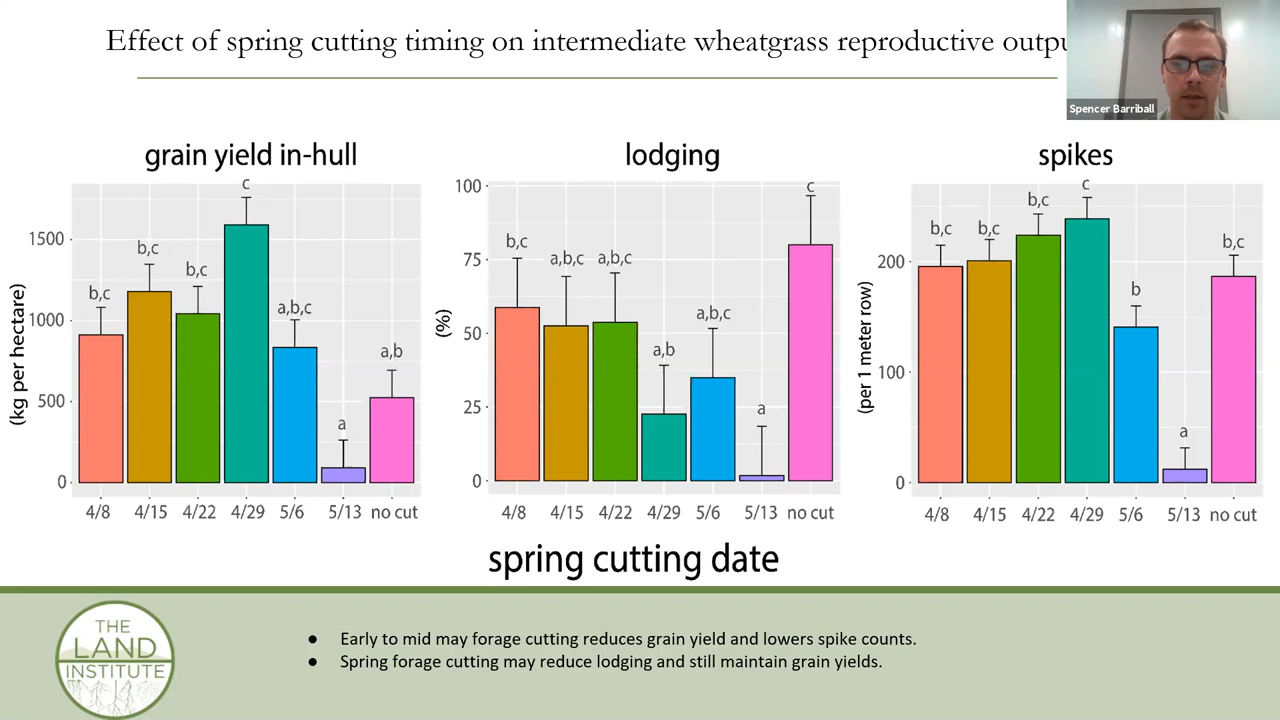 Effect of spring cutting timing on intermediate wheatgrass reproductive outpu
Spencer Barriball
grain yield in-hull
lodging
spikes
(kg per hectare)
1500
1000
500
0
b,c
b,c
b,c
c
a,b,c
a
a,b
4/8
4/15
4/22
4/29
5/6
5/13
no cut
(%)
100
75
50
25
0
b,c
a,b,c
a,b,c
a,b
a,b,c
a
c
4/8
4/15
4/22
4/29
5/6
5/13
no cut
(per 1 meter row)
200
100
0
b,c
b,c
b,c
c
b
a
b,c
4/8
4/15
4/22
4/29
5/6
5/13
no cut
spring cutting date
THE
LAND
INSTITUTE
● Early to mid may forage cutting reduces grain yield and lowers spike counts.
● Spring forage cutting may reduce lodging and still maintain grain yields.